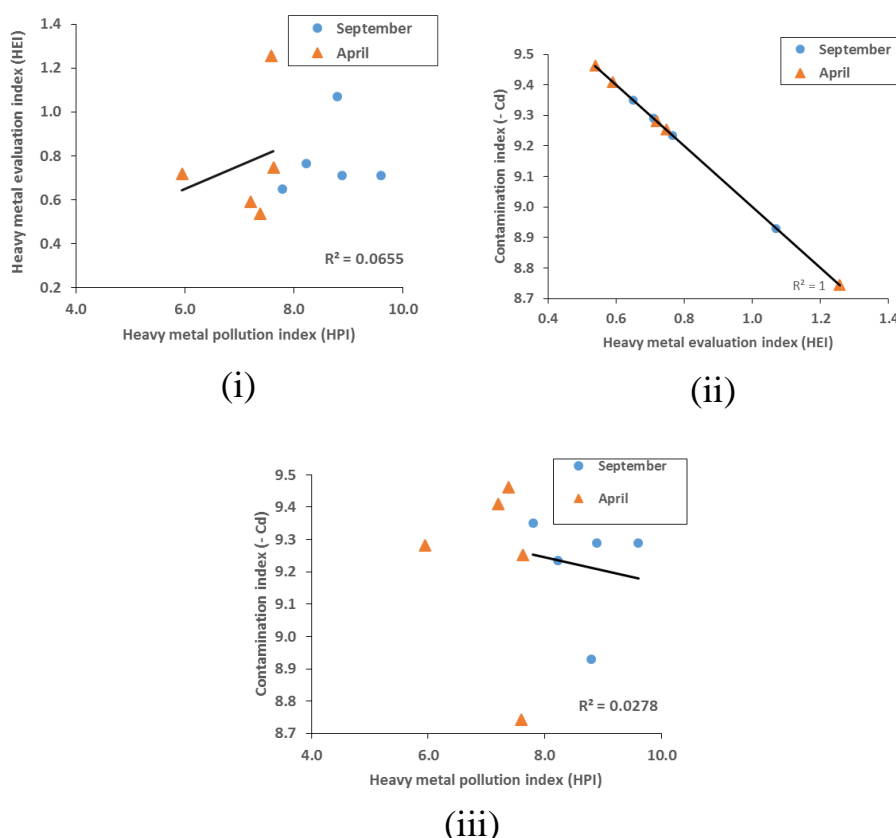 1.4
1.2
1.0
0.8
0.6
0.4
0.2
4.0
6.0
8.0
10.0
Heavy metal evaluation index (HEI)
Heavy metal pollution index (HPI)
September
April
R² = 0.0655
(i)
9.5
9.4
9.3
9.2
9.1
9.0
8.9
8.8
8.7
0.4
0.6
0.8
1.0
1.2
1.4
Contamination index (- Cd)
Heavy metal evaluation index (HEI)
September
April
R² = 1
(ii)
9.5
9.4
9.3
9.2
9.1
9.0
8.9
8.8
8.7
4.0
6.0
8.0
10.0
Contamination index (- Cd)
Heavy metal pollution index (HPI)
September
April
R² = 0.0278
(iii)